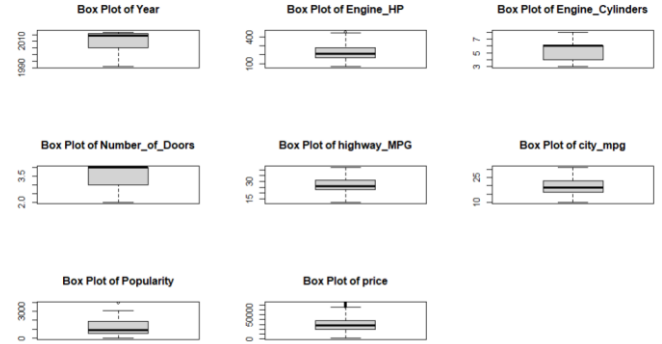 Box Plot of Year
1990 2010
Box Plot of Engine_HP
100 400
Box Plot of Engine_Cylinders
3 5 7
Box Plot of Number_of_Doors
2.0 3.5
Box Plot of highway_MPG
15 30
Box Plot of city_mpg
10 25
Box Plot of Popularity
0 3000
Box Plot of price
0 50000